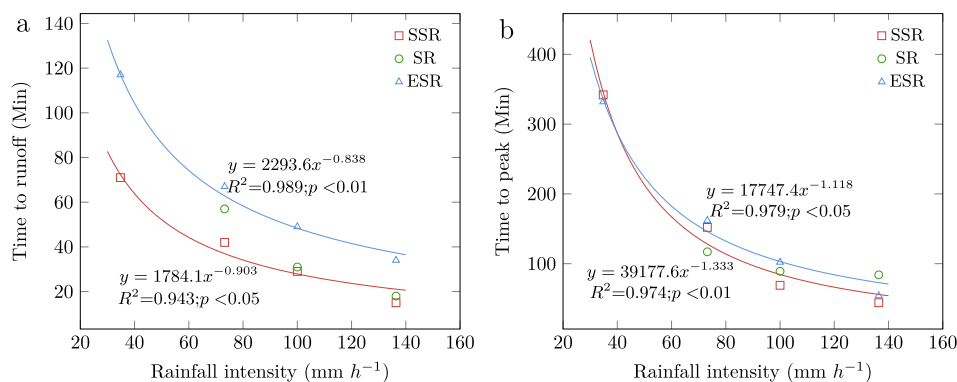 a
SSR
SR
ESR
140
120
100
80
60
40
20
Time to runoff (Min)
y = 2293.6x^−0.838
R²=0.989;p <0.01
y = 1784.1x^−0.903
R²=0.943;p <0.05
20 40 60 80 100 120 140 160
Rainfall intensity (mm h⁻¹)
b
SSR
SR
ESR
400
300
200
100
Time to peak (Min)
y = 17747.4x^−1.118
R²=0.979;p <0.05
y = 39177.6x^−1.333
R²=0.974;p <0.01
20 40 60 80 100 120 140 160
Rainfall intensity (mm h⁻¹)